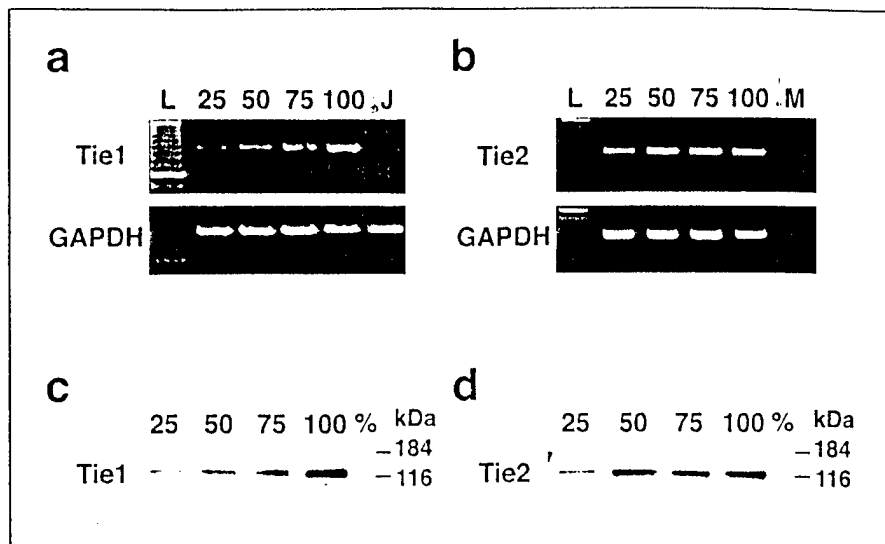 a
L 25 50 75 100 J
Tie1
GAPDH
b
L 25 50 75 100 M
Tie2
GAPDH
c
25 50 75 100 % kDa
–184
Tie1 –116
d
25 50 75 100 % kDa
–184
Tie2 –116